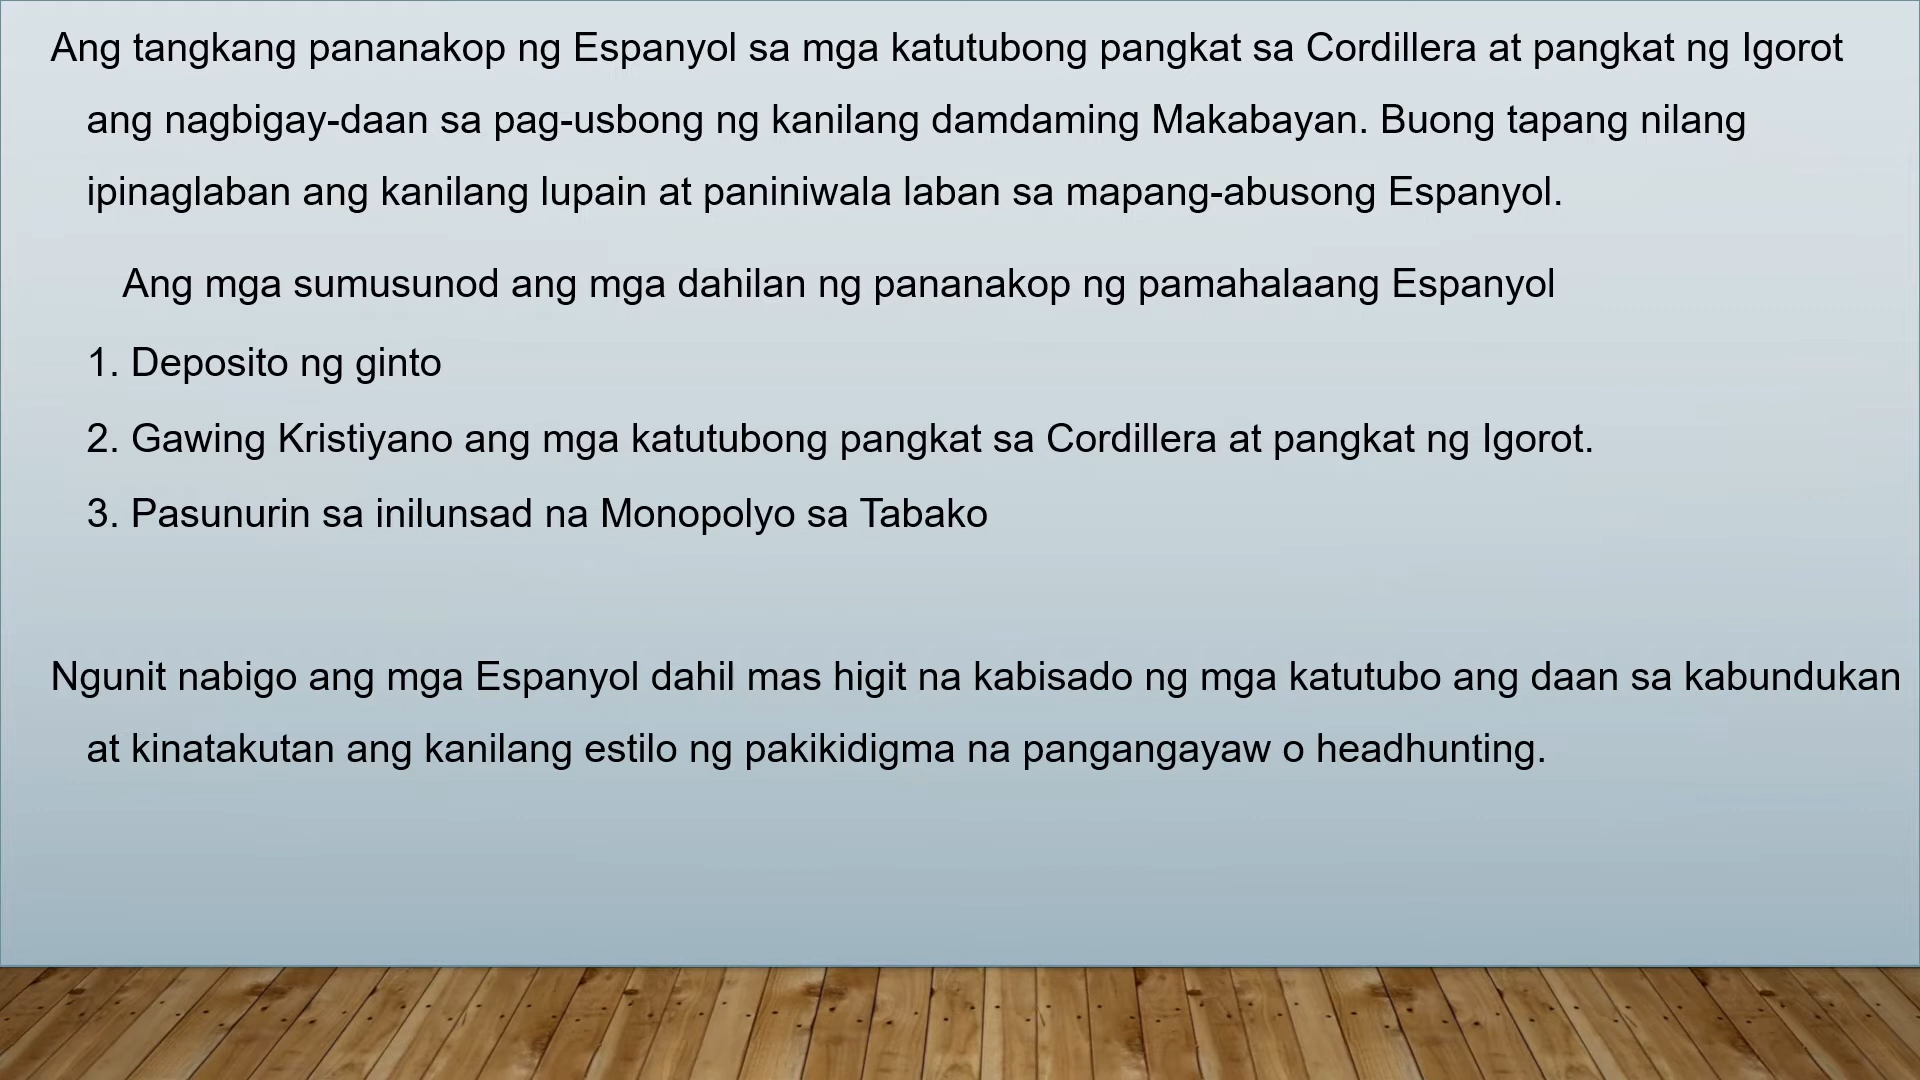 Ang tangkang pananakop ng Espanyol sa mga katutubong pangkat sa Cordillera at pangkat ng Igorot
ang nagbigay-daan sa pag-usbong ng kanilang damdaming Makabayan. Buong tapang nilang
ipinaglaban ang kanilang lupain at paniniwala laban sa mapang-abusong Espanyol.
Ang mga sumusunod ang mga dahilan ng pananakop ng pamahalaang Espanyol
1. Deposito ng ginto
2. Gawing Kristiyano ang mga katutubong pangkat sa Cordillera at pangkat ng Igorot.
3. Pasunurin sa inilunsad na Monopolyo sa Tabako
Ngunit nabigo ang mga Espanyol dahil mas higit na kabisado ng mga katutubo ang daan sa kabundukan
at kinatakutan ang kanilang estilo ng pakikidigma na pangangayaw o headhunting.